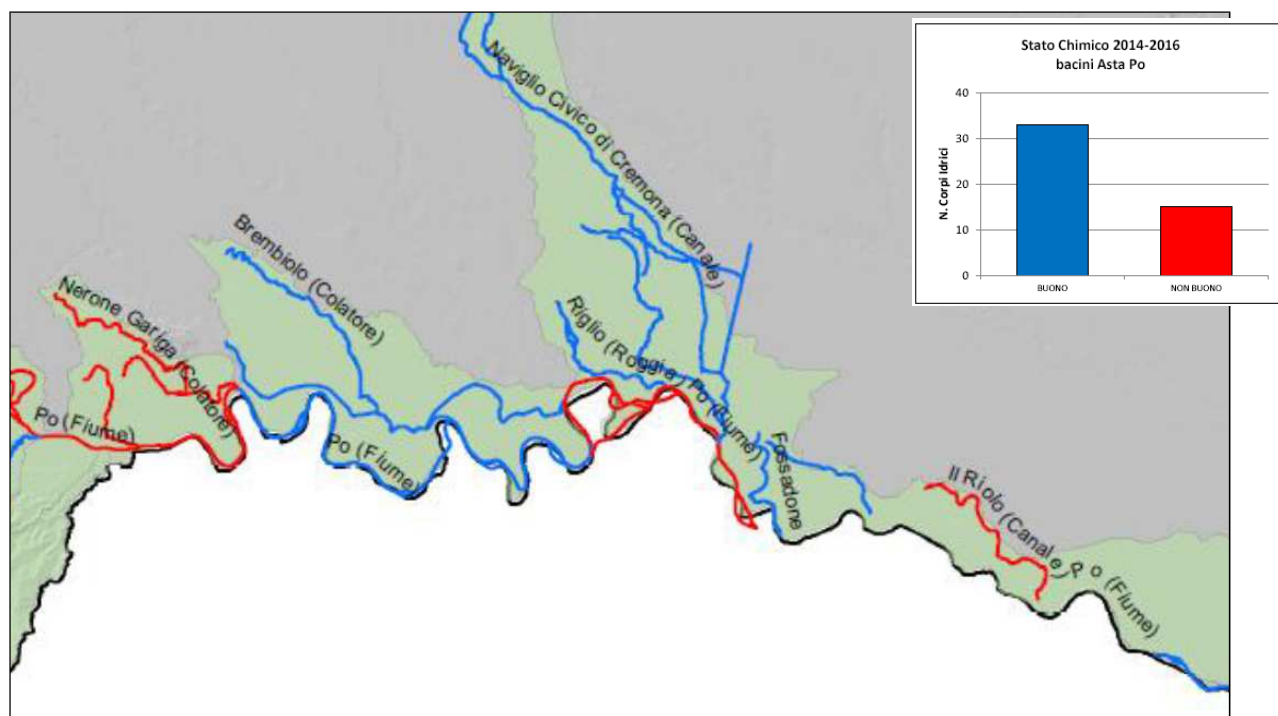 Stato Chimico 2014-2016
bacini Asta Po
N. Corpi Idrici
40
30
20
10
0
BUONO
NON BUONO
Naviglio Civico di Cremona (Canale)
Brembiolo (Colatore)
Nerone Gariga (Colatore)
Riglio (Roggia)
Po (Fiume)
Po (Fiume)
Po (Fiume)
Fossadone
Il Riolo (Canale)
Po (Fiume)